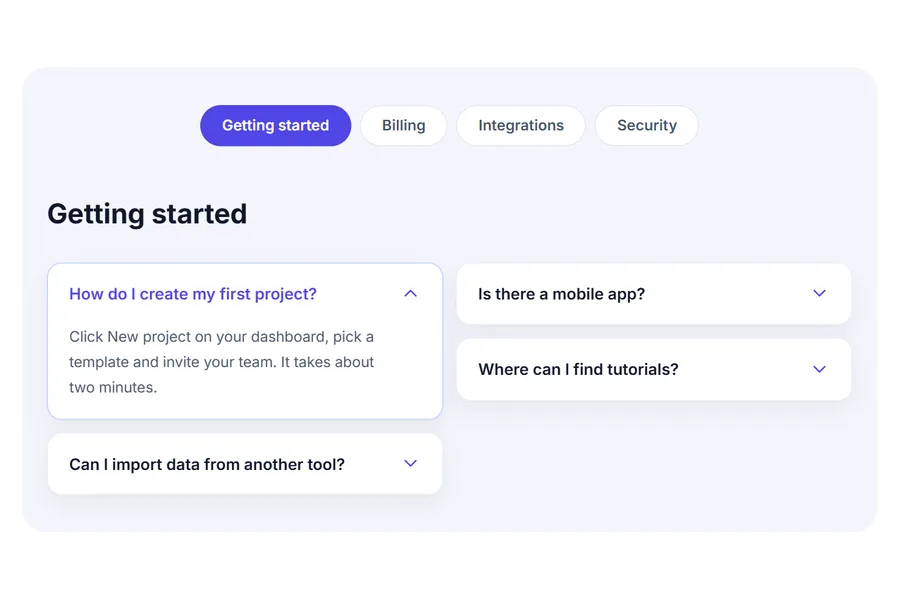 Getting started
Billing
Integrations
Security
Getting started
How do I create my first project?
Click New project on your dashboard, pick a
template and invite your team. It takes about
two minutes.
Can I import data from another tool?
Is there a mobile app?
Where can I find tutorials?